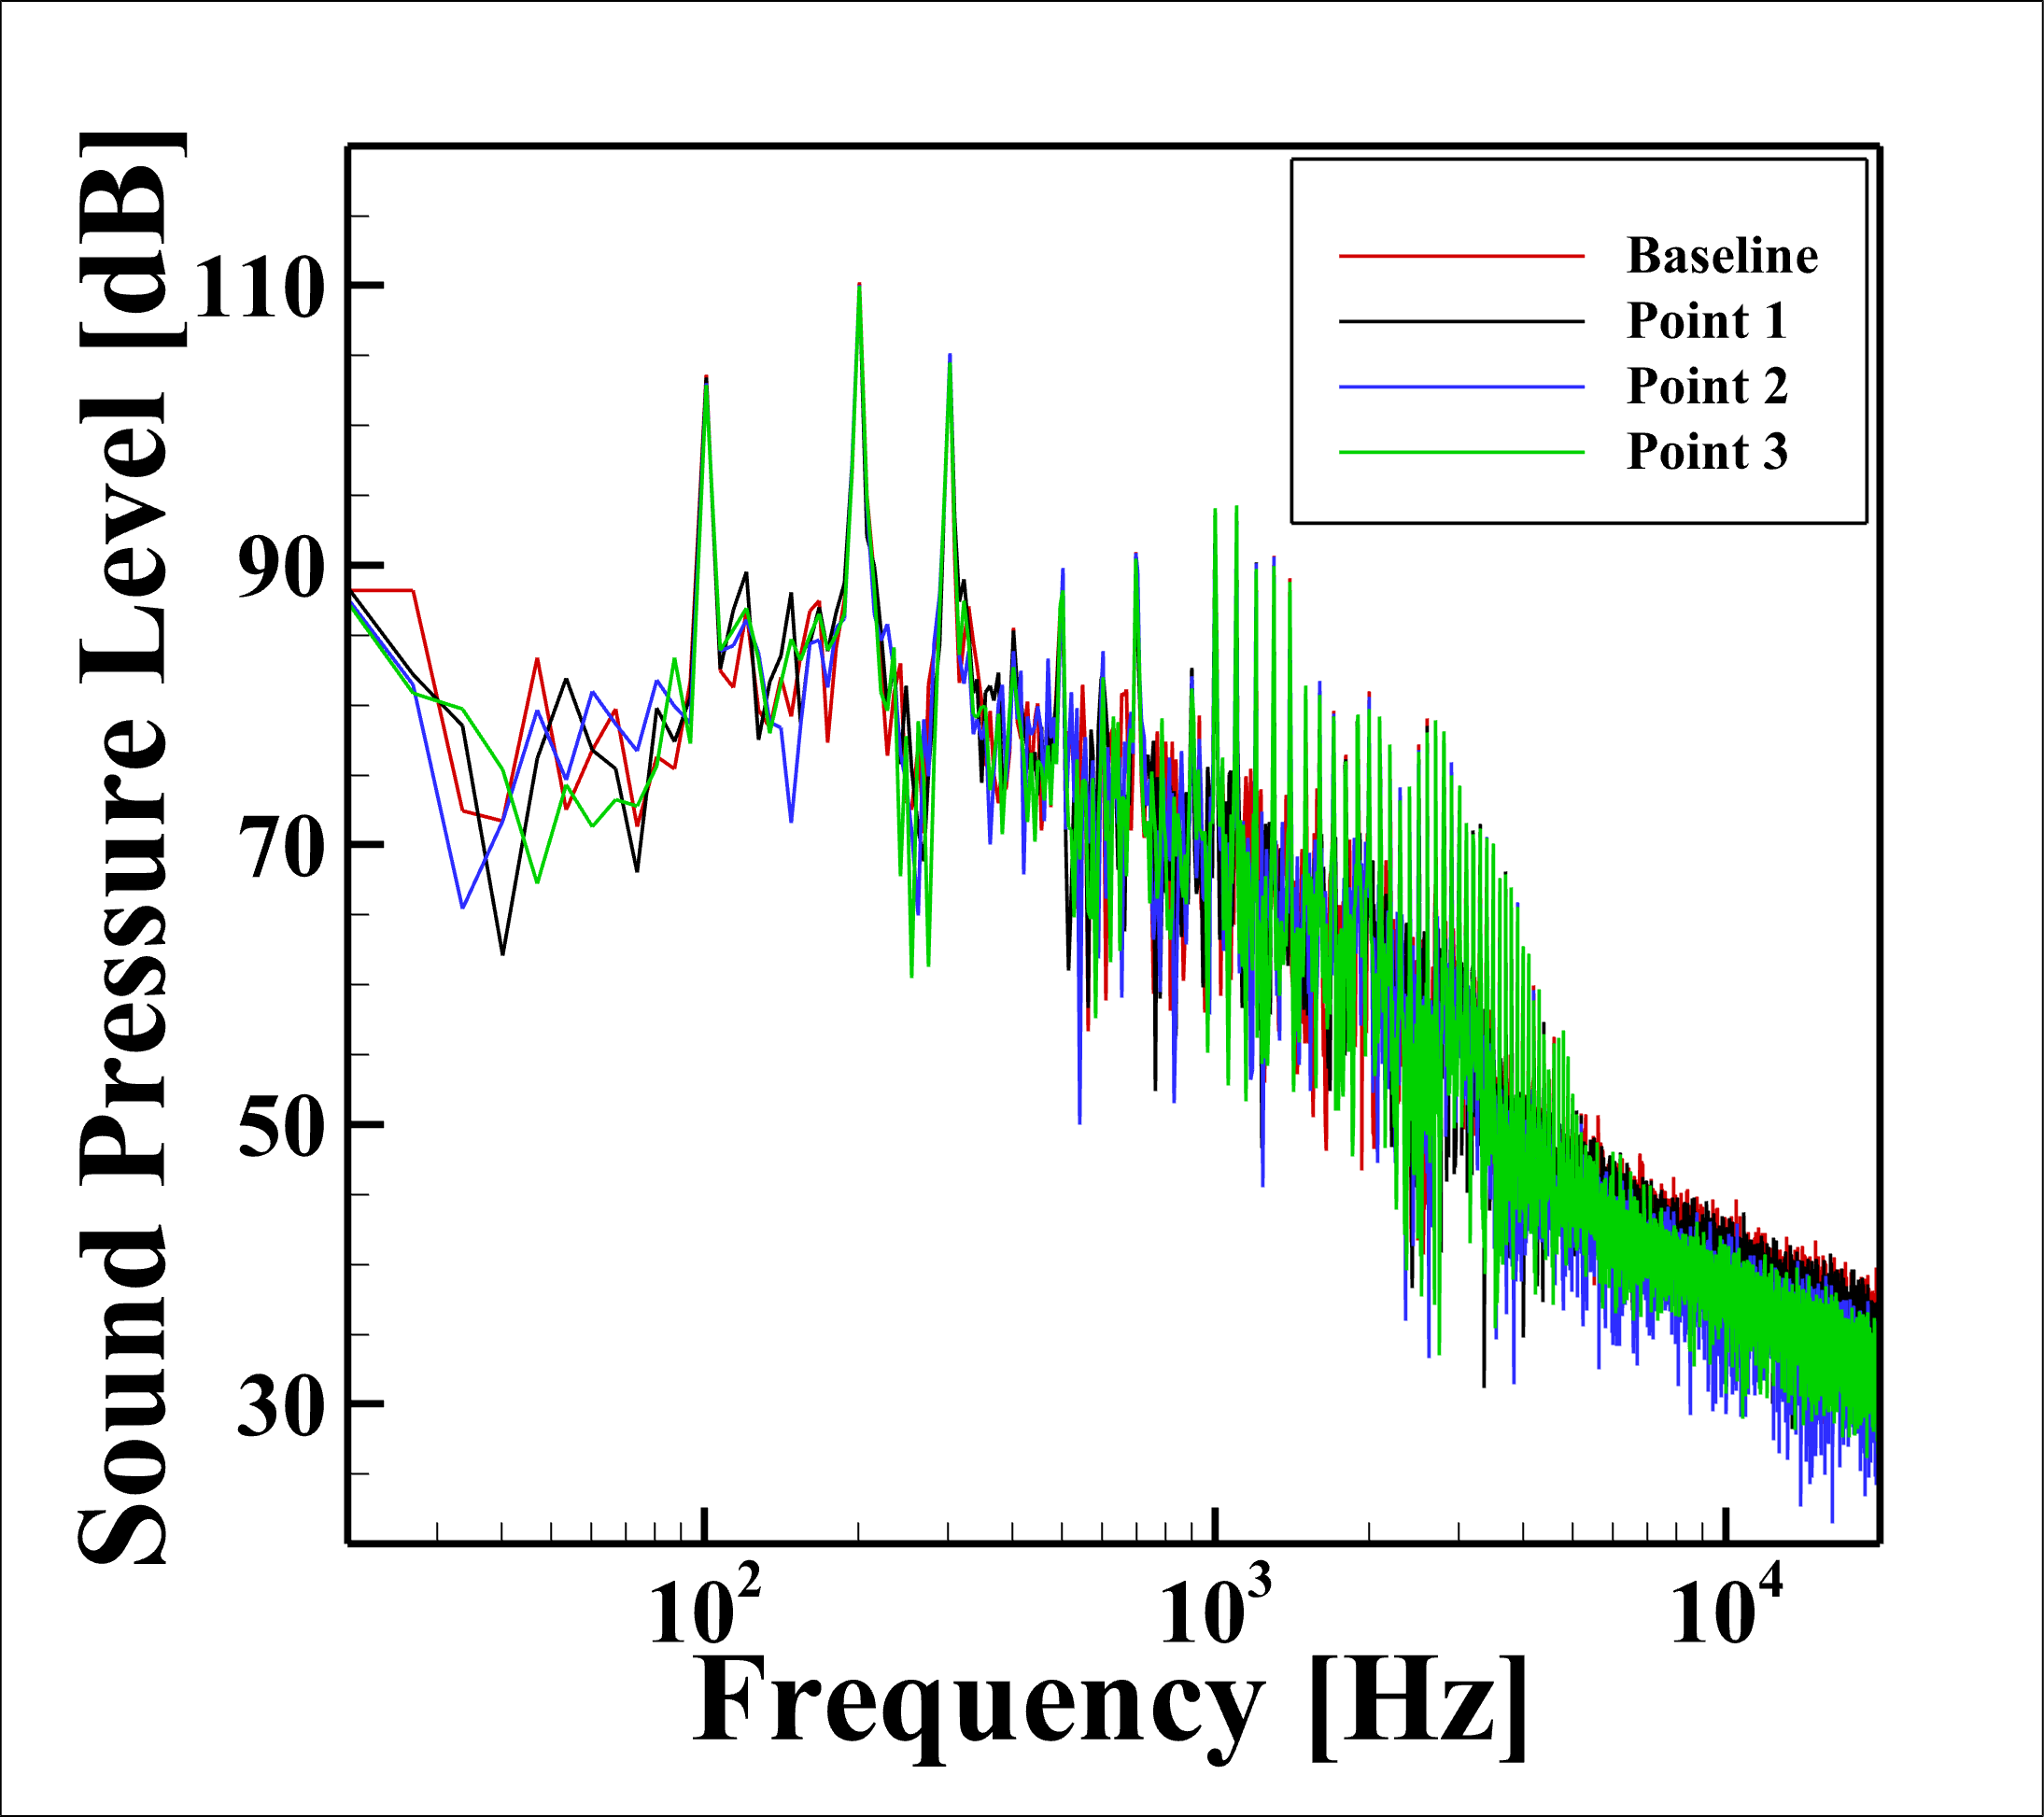 Sound Pressure Level [dB]
110
90
70
50
30
Baseline
Point 1
Point 2
Point 3
10²
10³
10⁴
Frequency [Hz]